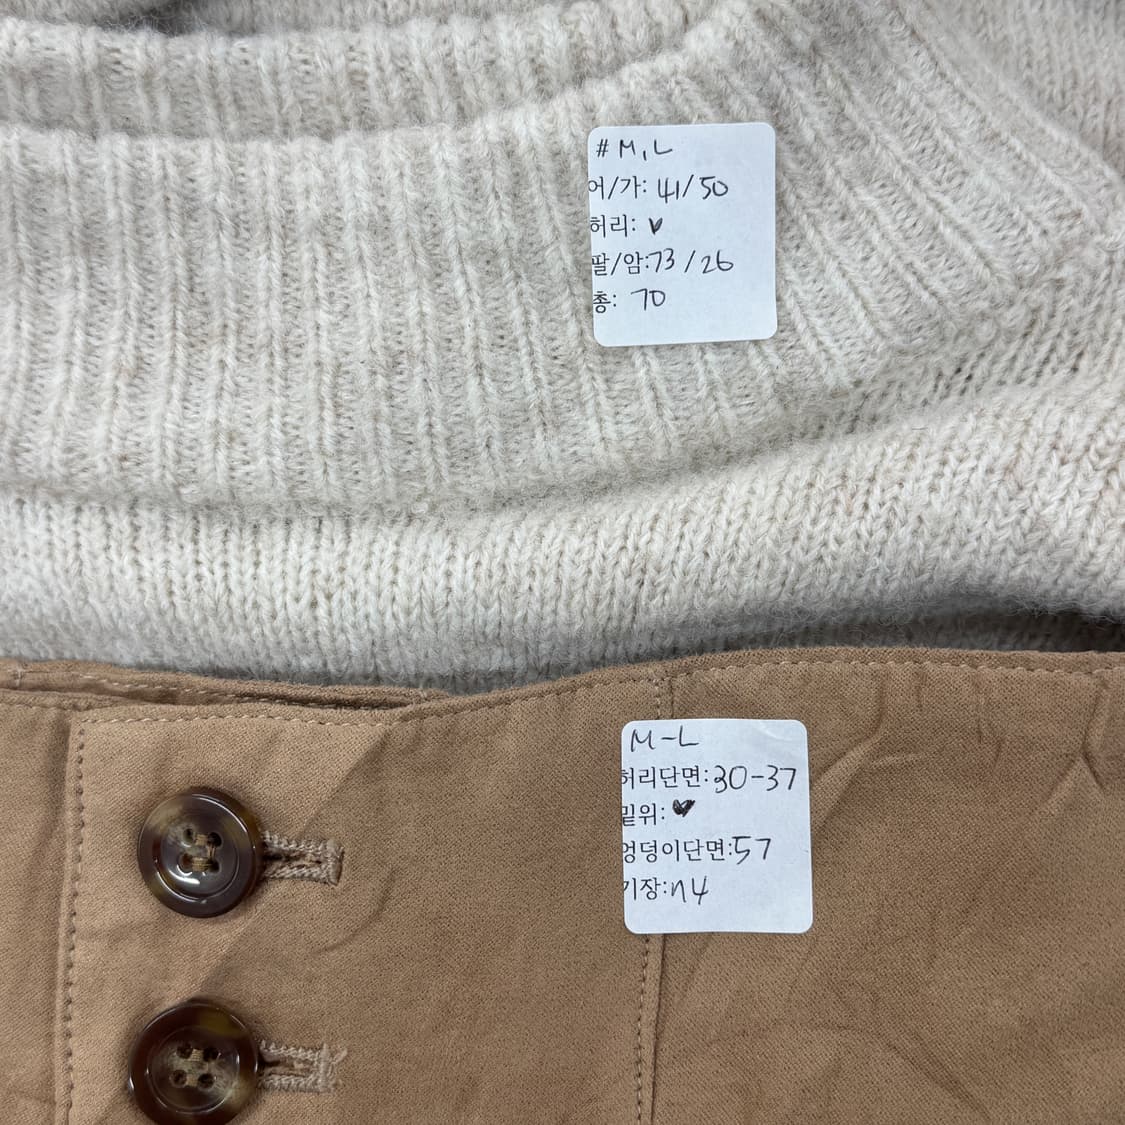 # M, L
어/가: 41/50
허리: ♥
팔/암:73/26
총: 70
M-L
허리단면:30-37
밑위: ♥
엉덩이단면:57
기장:74